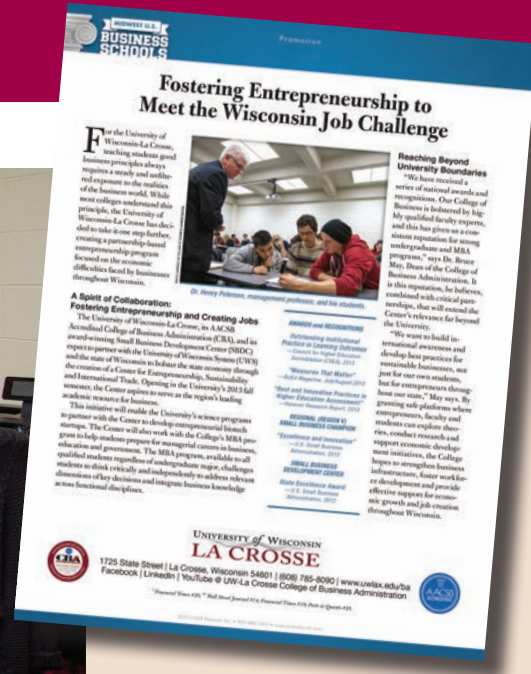 MIDWEST U.S.
BUSINESS
SCHOOLS
Promotion
Fostering Entrepreneurship to
Meet the Wisconsin Job Challenge
For the University of
Wisconsin-La Crosse,
teaching students good
business principles always
requires a steady and unfilte-
red exposure to the realities
of the business world. While
most colleges understand this
principle, the University of
Wisconsin-La Crosse has deci-
ded to take it one step further,
creating a partnership-based
entrepreneurship program
focused on the economic
difficulties faced by businesses
throughout Wisconsin.
Dr. Henry Petersen, management professor, and his students.
A Spirit of Collaboration:
Fostering Entrepreneurship and Creating Jobs
The University of Wisconsin-La Crosse, its AACSB
Accredited College of Business Administration (CBA), and its
award-winning Small Business Development Center (SBDC)
expect to partner with the University of Wisconsin System (UWS)
and the state of Wisconsin to bolster the state economy through
the creation of a Center for Entrepreneurship, Sustainability
and International Trade. Opening in the University's 2013 fall
semester, the center aspires to serve as the region's leading
academic resource for business.
This initiative will enable the University's science programs
to partner with the Center to develop entrepreneurial biotech
startups. The Center will also work with the College's MBA pro-
gram to help students prepare for managerial careers in business,
education and government. The MBA program, available to all
qualified students regardless of undergraduate major, challenges
students to think critically and independently to address relevant
dimensions of key decisions and integrate business knowledge
across functional disciplines.
AWARDS and RECOGNITIONS
Outstanding Institutional
Practice in Learning Outcomes
—Council for Higher Education
Accreditation (CHEA), 2013
"Measures That Matter"
"Best and Innovative Practices in
Higher Education Assessment"
REGIONAL (REGION V)
SMALL BUSINESS CHAMPION
"Excellence and Innovation"
—U.S. Small Business
Administration, 2012
SMALL BUSINESS
DEVELOPMENT CENTER
State Excellence Award
—U.S. Small Business
Administration, 2012
Reaching Beyond
University Boundaries
"We have received a
series of national awards and
recognitions. Our College of
Business is bolstered by hig-
hly qualified faculty experts,
and this has given us a con-
sistent reputation for strong
undergraduate and MBA
programs," says Dr. Bruce
May, Dean of the College of
Business Administration. It
is this reputation, he believes,
combined with critical part-
nerships, that will extend the
Center's relevance far beyond
the University.
"We want to build in-
ternational awareness and
develop best practices for
sustainable businesses, not
just for our own students,
but for entrepreneurs throug-
hout our state," May says. By
granting safe platforms where
entrepreneurs, faculty and
students can explore theo-
ries, conduct research and
support economic develop-
ment initiatives, the College
hopes to strengthen business
infrastructure, foster workfor-
ce development and provide
effective support for econo-
mic growth and job creation
throughout Wisconsin.
UNIVERSITY of WISCONSIN
LA CROSSE
CBA
1725 State Street | La Crosse, Wisconsin 54601 | (608) 785-8090 | www.uwlax.edu/ba
Facebook | LinkedIn | YouTube @ UW-La Crosse College of Business Administration
AACSB
ACCREDITED